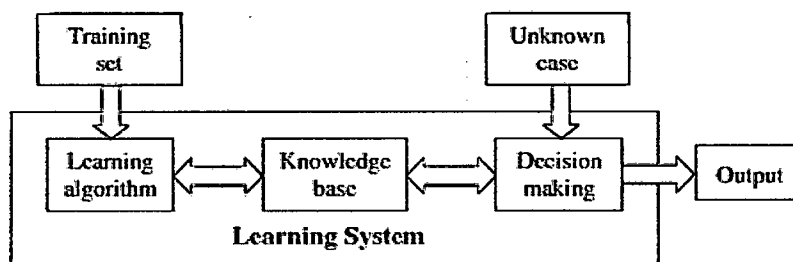 Training
set
Unknown
case
Learning
algorithm
Knowledge
base
Decision
making
Output
Learning System